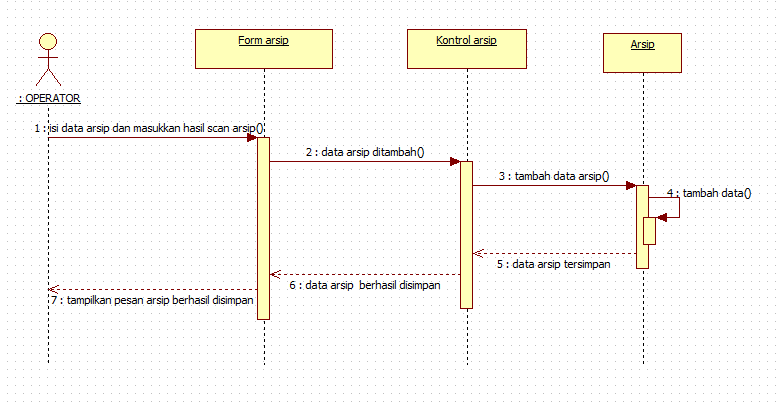 Form arsip
Kontrol arsip
Arsip
: OPERATOR
1 : isi data arsip dan masukkan hasil scan arsip()
2 : data arsip ditambah()
3 : tambah data arsip()
4 : tambah data()
5 : data arsip tersimpan
6 : data arsip berhasil disimpan
7 : tampilkan pesan arsip berhasil disimpan